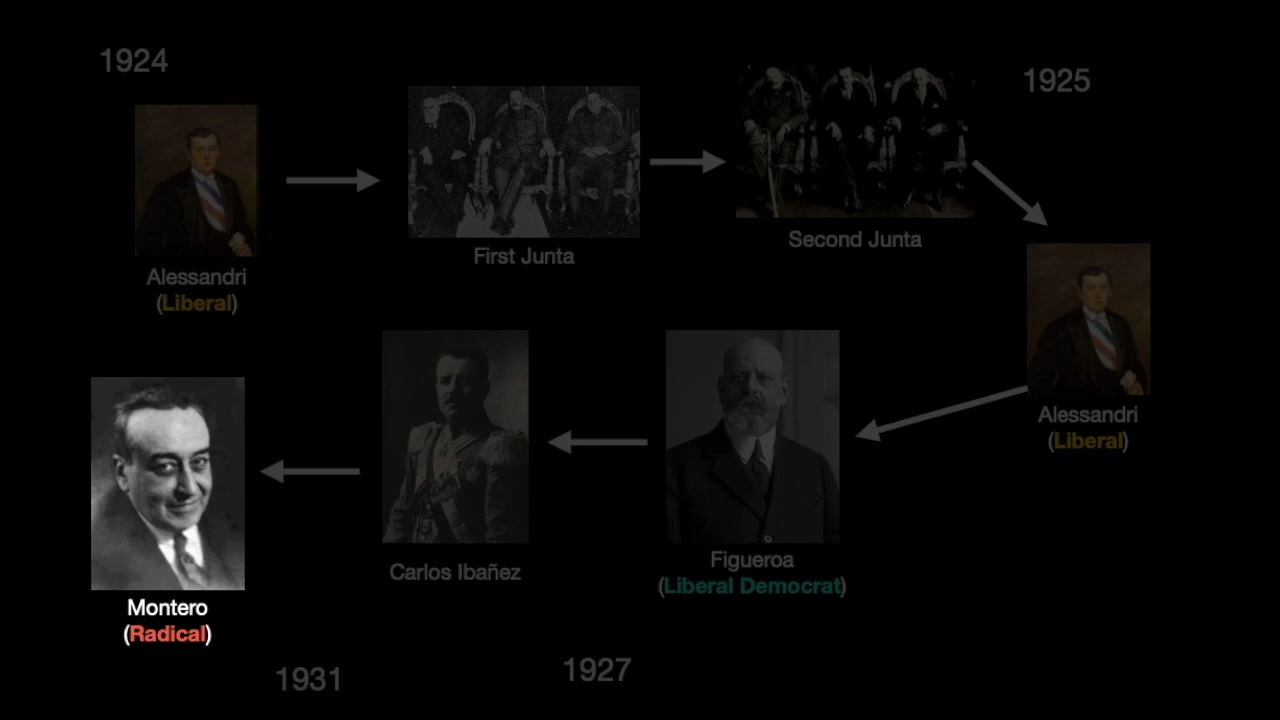 1924
1925
First Junta
Second Junta
Alessandri
(Liberal)
Alessandri
(Liberal)
Montero
(Radical)
Carlos Ibañez
Figueroa
(Liberal Democrat)
1931
1927